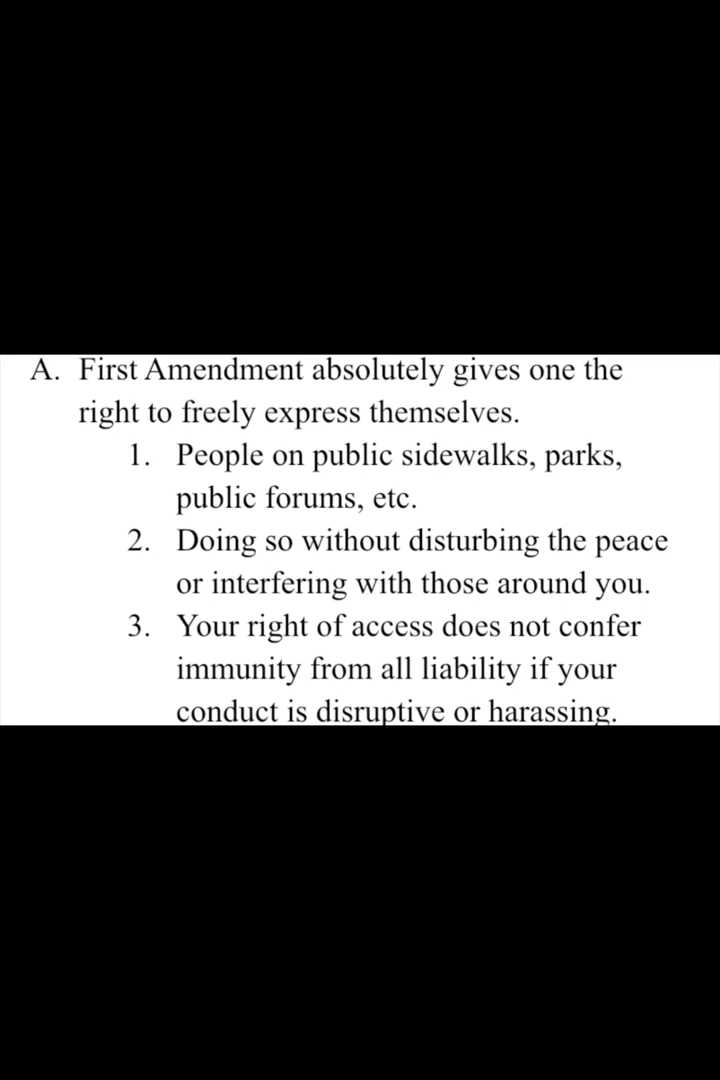 A. First Amendment absolutely gives one the
right to freely express themselves.
1. People on public sidewalks, parks,
public forums, etc.
2. Doing so without disturbing the peace
or interfering with those around you.
3. Your right of access does not confer
immunity from all liability if your
conduct is disruptive or harassing.